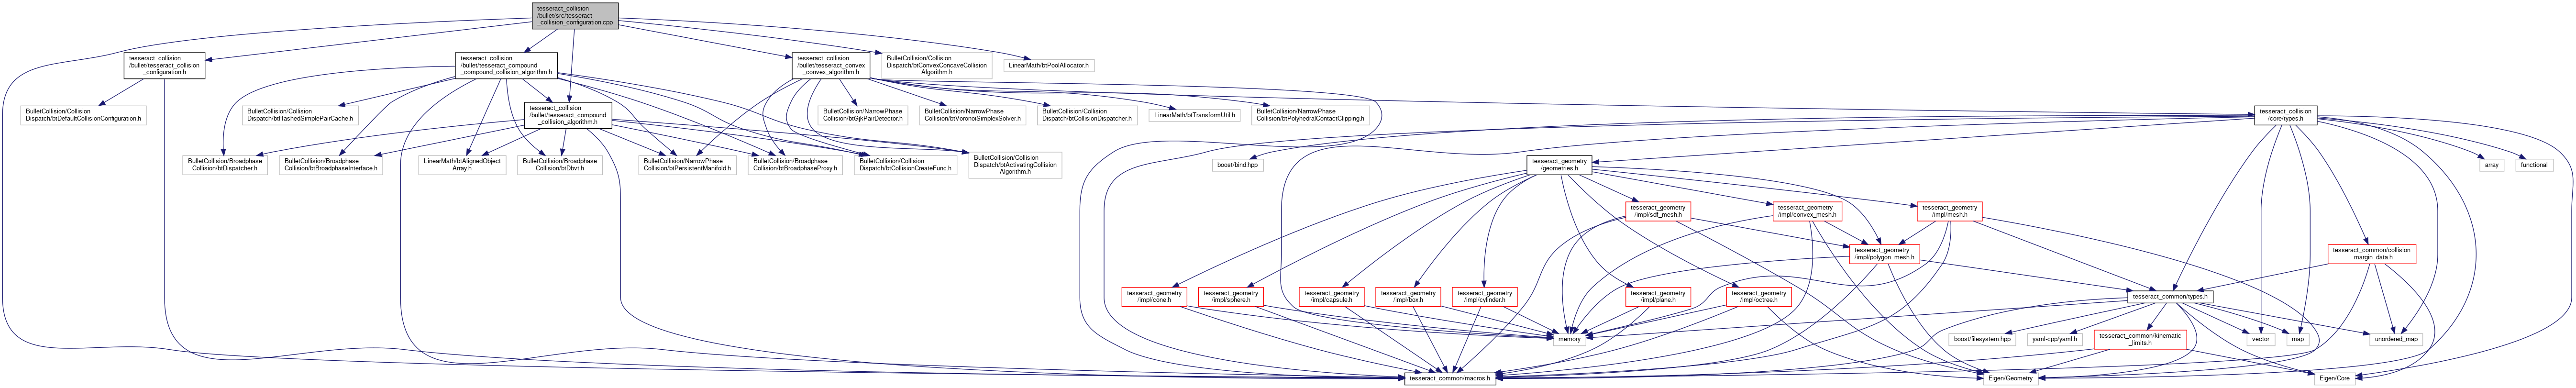 tesseract_collision
/bullet/src/tesseract
_collision_configuration.cpp
tesseract_collision
/bullet/tesseract_collision
_configuration.h
tesseract_collision
/bullet/tesseract_compound
_compound_collision_algorithm.h
tesseract_collision
/bullet/tesseract_convex
_convex_algorithm.h
BulletCollision/Collision
Dispatch/btConvexConcaveCollision
Algorithm.h
LinearMath/btPoolAllocator.h
BulletCollision/Collision
Dispatch/btDefaultCollisionConfiguration.h
BulletCollision/Collision
Dispatch/btHashedSimplePairCache.h
tesseract_collision
/bullet/tesseract_compound
_collision_algorithm.h
BulletCollision/NarrowPhase
Collision/btGjkPairDetector.h
BulletCollision/NarrowPhase
Collision/btVoronoiSimplexSolver.h
BulletCollision/Collision
Dispatch/btCollisionDispatcher.h
LinearMath/btTransformUtil.h
BulletCollision/NarrowPhase
Collision/btPolyhedralContactClipping.h
tesseract_collision
/core/types.h
BulletCollision/Broadphase
Collision/btDispatcher.h
BulletCollision/Broadphase
Collision/btBroadphaseInterface.h
LinearMath/btAlignedObject
Array.h
BulletCollision/Broadphase
Collision/btDbvt.h
BulletCollision/NarrowPhase
Collision/btPersistentManifold.h
BulletCollision/Broadphase
Collision/btBroadphaseProxy.h
BulletCollision/Collision
Dispatch/btCollisionCreateFunc.h
BulletCollision/Collision
Dispatch/btActivatingCollision
Algorithm.h
boost/bind.hpp
tesseract_geometry
/geometries.h
array
functional
tesseract_geometry
/impl/sdf_mesh.h
tesseract_geometry
/impl/convex_mesh.h
tesseract_geometry
/impl/mesh.h
tesseract_geometry
/impl/polygon_mesh.h
tesseract_common/collision
_margin_data.h
tesseract_geometry
/impl/cone.h
tesseract_geometry
/impl/sphere.h
tesseract_geometry
/impl/capsule.h
tesseract_geometry
/impl/box.h
tesseract_geometry
/impl/cylinder.h
tesseract_geometry
/impl/plane.h
tesseract_geometry
/impl/octree.h
tesseract_common/types.h
memory
boost/filesystem.hpp
yaml-cpp/yaml.h
tesseract_common/kinematic
_limits.h
vector
map
unordered_map
tesseract_common/macros.h
Eigen/Geometry
Eigen/Core